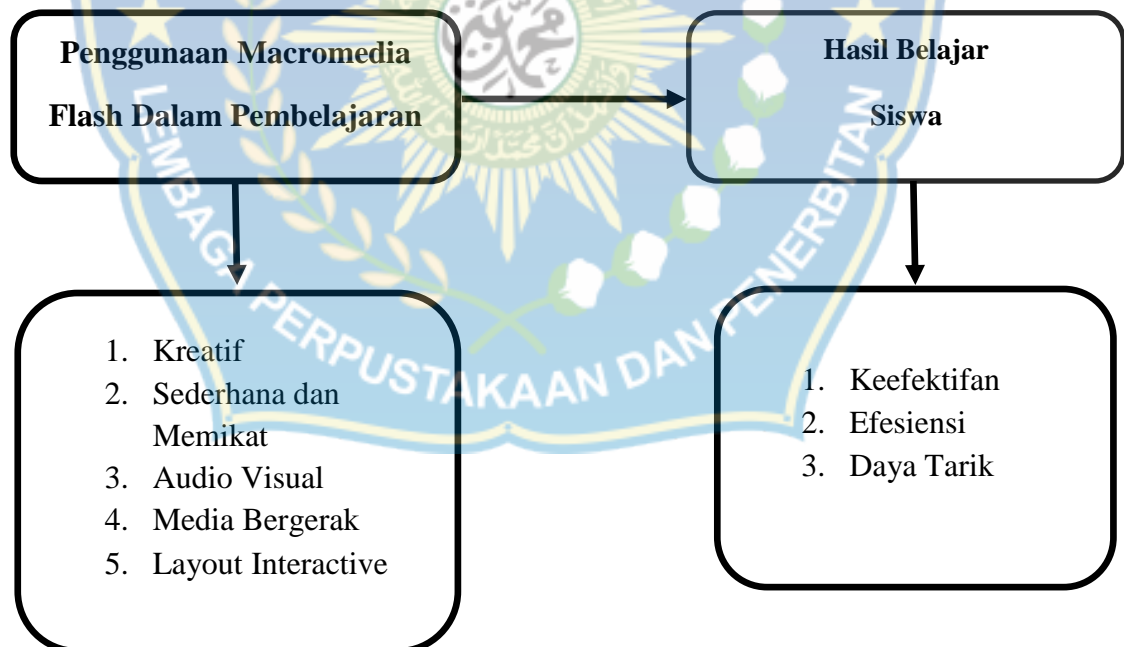 Penggunaan Macromedia
Flash Dalam Pembelajaran
Hasil Belajar
Siswa
1. Kreatif
2. Sederhana dan
Memikat
3. Audio Visual
4. Media Bergerak
5. Layout Interactive
1. Keefektifan
2. Efesiensi
3. Daya Tarik
LEMBAGA PERPUSTAKAAN DAN PENERBITAN